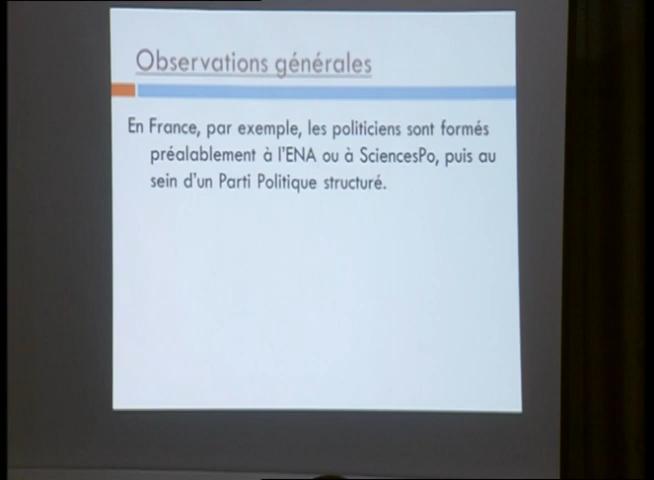 Observations générales
En France, par exemple, les politiciens sont formés
préalablement à l'ENA ou à SciencesPo, puis au
sein d'un Parti Politique structuré.